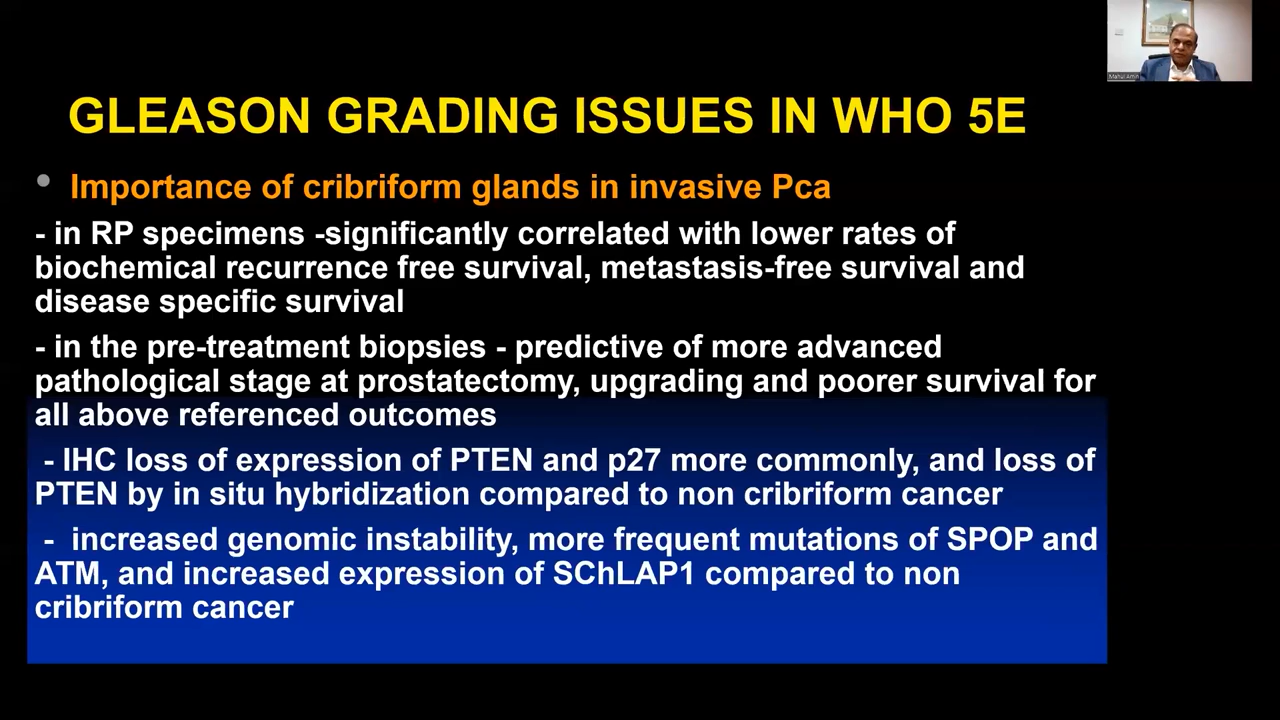 Mahul Amin
GLEASON GRADING ISSUES IN WHO 5E
• Importance of cribriform glands in invasive Pca
- in RP specimens -significantly correlated with lower rates of
biochemical recurrence free survival, metastasis-free survival and
disease specific survival
- in the pre-treatment biopsies - predictive of more advanced
pathological stage at prostatectomy, upgrading and poorer survival for
all above referenced outcomes
- IHC loss of expression of PTEN and p27 more commonly, and loss of
PTEN by in situ hybridization compared to non cribriform cancer
- increased genomic instability, more frequent mutations of SPOP and
ATM, and increased expression of SChLAP1 compared to non
cribriform cancer